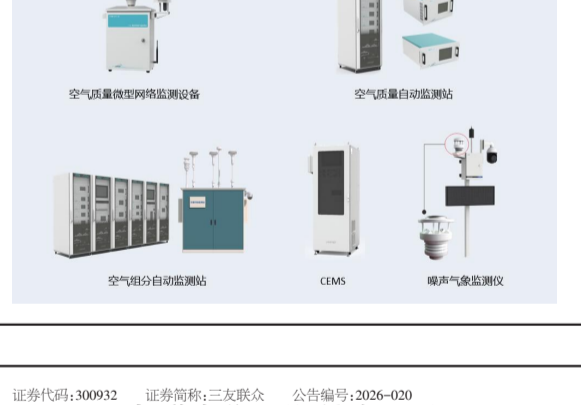 空气质量微型网络监测设备 空气质量自动监测站
空气组分自动监测站 CEMS 噪声气象监测仪
证券代码:300932 证券简称:三友联众 公告编号:2026-020